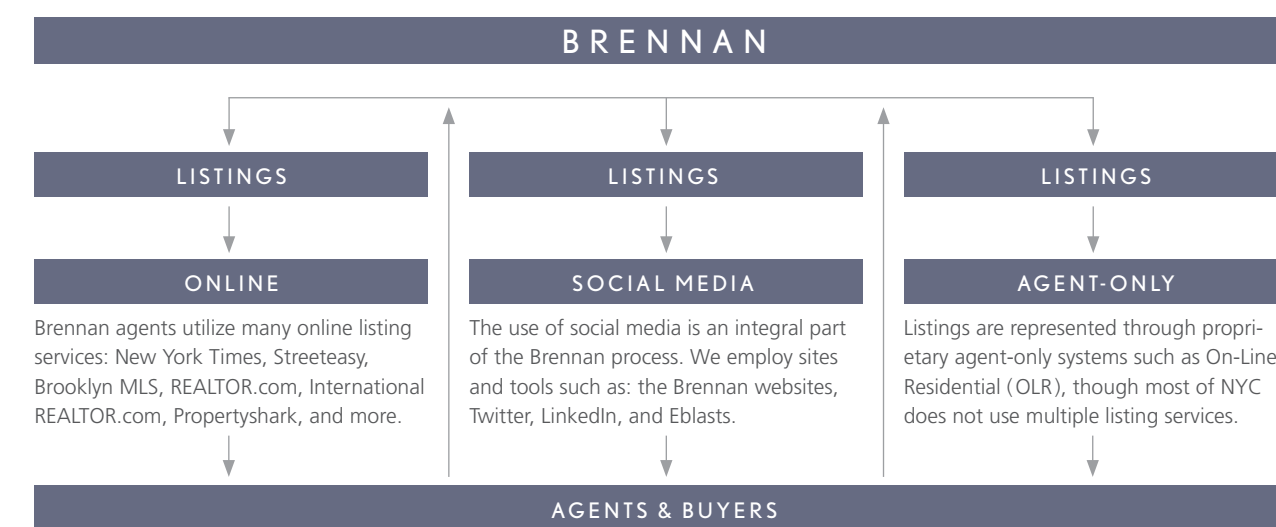 BRENNAN
LISTINGS
LISTINGS
LISTINGS
ONLINE
Brennan agents utilize many online listing
services: New York Times, Streeteasy,
Brooklyn MLS, REALTOR.com, International
REALTOR.com, Propertyshark, and more.
SOCIAL MEDIA
The use of social media is an integral part
of the Brennan process. We employ sites
and tools such as: the Brennan websites,
Twitter, LinkedIn, and Eblasts.
AGENT-ONLY
Listings are represented through propri-
etary agent-only systems such as On-Line
Residential (OLR), though most of NYC
does not use multiple listing services.
AGENTS & BUYERS